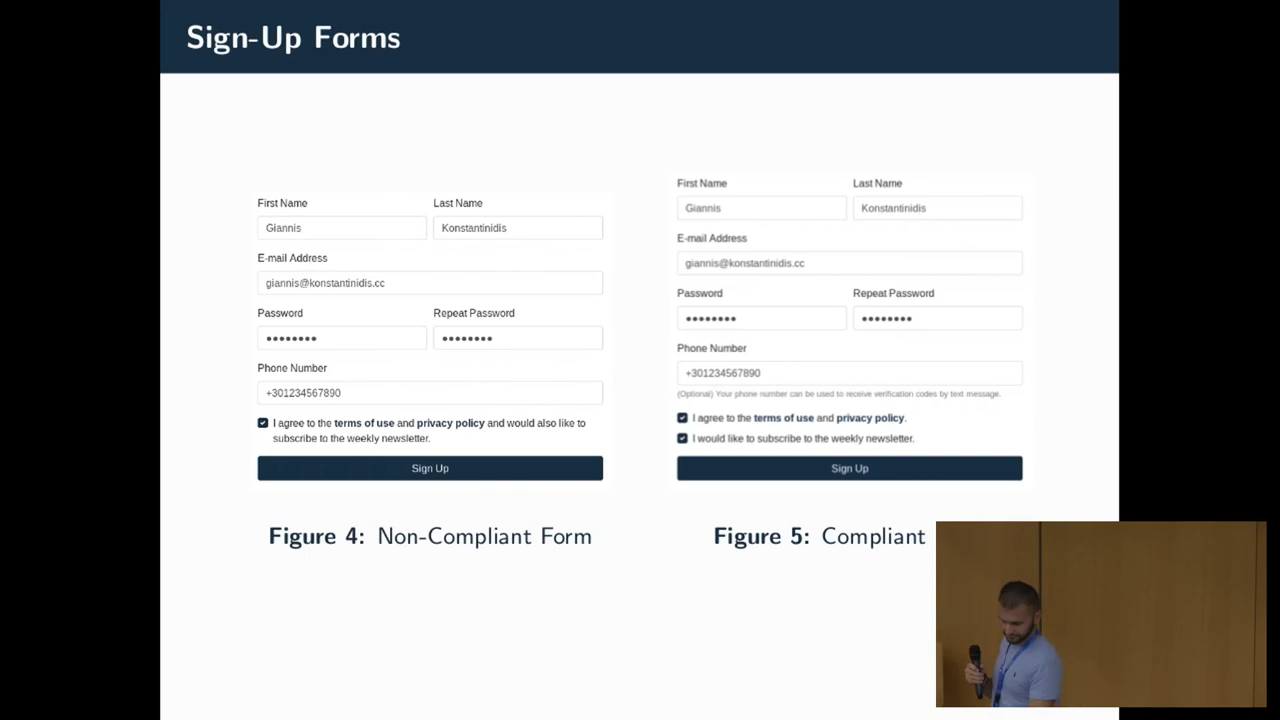 Sign-Up Forms
First Name
Last Name
Giannis
Konstantinidis
E-mail Address
giannis@konstantinidis.cc
Password
Repeat Password
Phone Number
+301234567890
I agree to the terms of use and privacy policy and would also like to
subscribe to the weekly newsletter.
Sign Up
Figure 4: Non-Compliant Form
First Name
Last Name
Giannis
Konstantinidis
E-mail Address
giannis@konstantinidis.cc
Password
Repeat Password
Phone Number
+301234567890
(Optional) Your phone number can be used to receive verification codes by text message.
I agree to the terms of use and privacy policy.
I would like to subscribe to the weekly newsletter.
Sign Up
Figure 5: Compliant